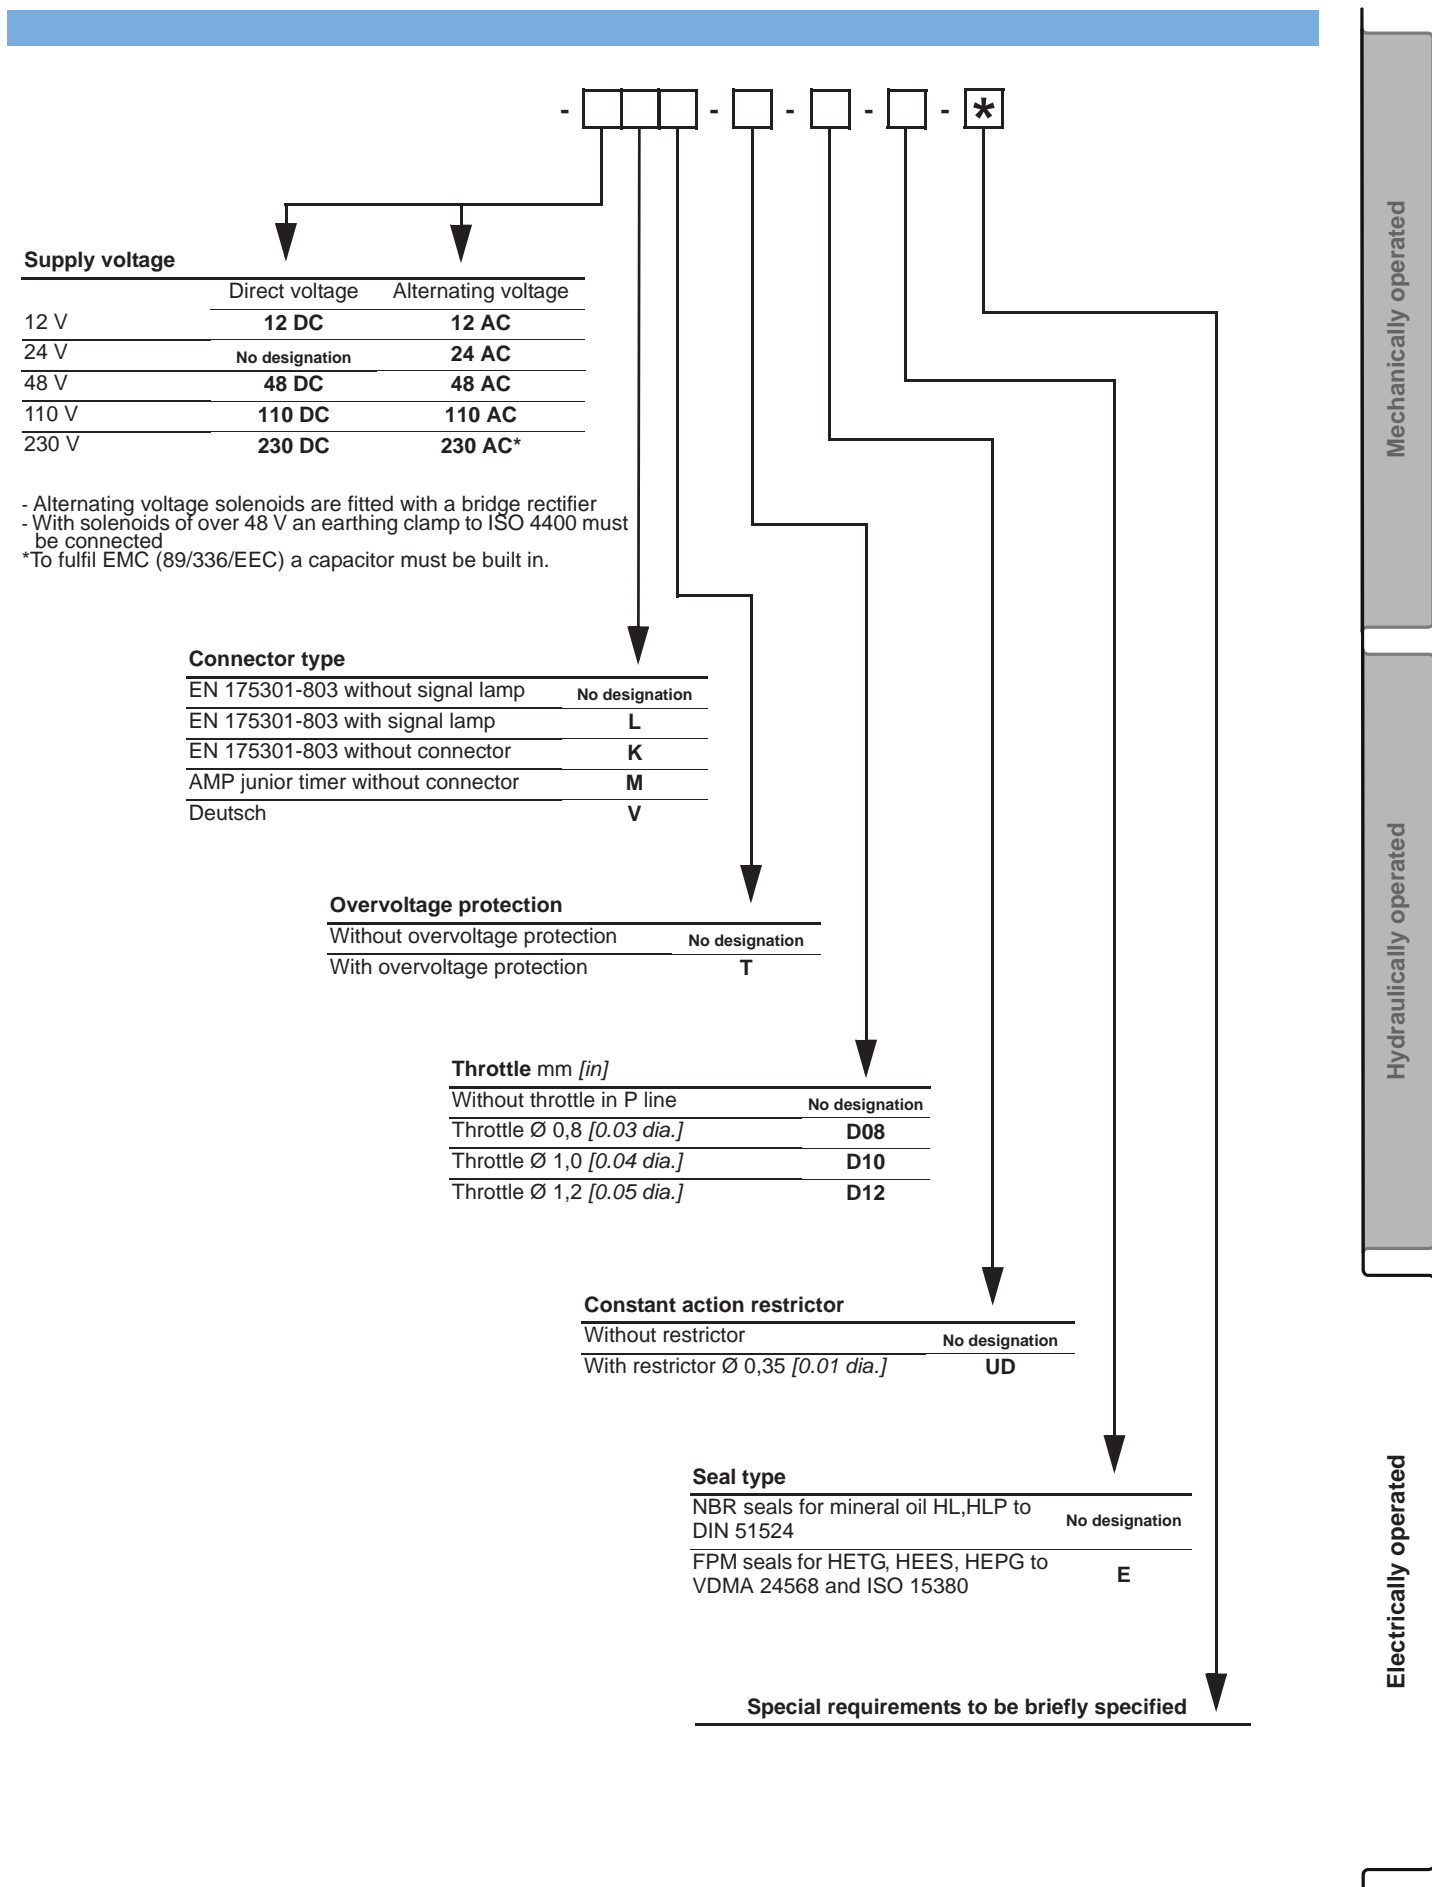 - - - - - *
Supply voltage
Direct voltage Alternating voltage
12 V 12 DC 12 AC
24 V No designation 24 AC
48 V 48 DC 48 AC
110 V 110 DC 110 AC
230 V 230 DC 230 AC*
- Alternating voltage solenoids are fitted with a bridge rectifier
- With solenoids of over 48 V an earthing clamp to ISO 4400 must
be connected
*To fulfil EMC (89/336/EEC) a capacitor must be built in.
Connector type
EN 175301-803 without signal lamp No designation
EN 175301-803 with signal lamp L
EN 175301-803 without connector K
AMP junior timer without connector M
Deutsch V
Overvoltage protection
Without overvoltage protection No designation
With overvoltage protection T
Throttle mm [in]
Without throttle in P line No designation
Throttle Ø 0,8 [0.03 dia.] D08
Throttle Ø 1,0 [0.04 dia.] D10
Throttle Ø 1,2 [0.05 dia.] D12
Constant action restrictor
Without restrictor No designation
With restrictor Ø 0,35 [0.01 dia.] UD
Seal type
NBR seals for mineral oil HL,HLP to
DIN 51524 No designation
FPM seals for HETG, HEES, HEPG to
VDMA 24568 and ISO 15380 E
Special requirements to be briefly specified
Mechanically operated
Hydraulically operated
Electrically operated